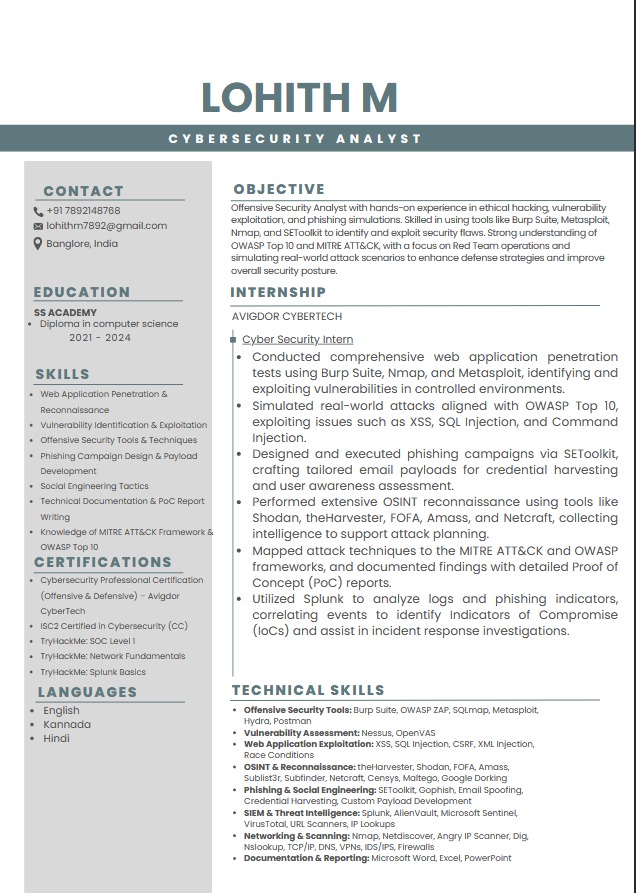 LOHITH M
CYBERSECURITY ANALYST
CONTACT
+91 7892148768
lohithm7892@gmail.com
Banglore, India
EDUCATION
SS ACADEMY
• Diploma in computer science
2021 - 2024
SKILLS
• Web Application Penetration &
Reconnaissance
• Vulnerability Identification & Exploitation
• Offensive Security Tools & Techniques
• Phishing Campaign Design & Payload
Development
• Social Engineering Tactics
• Technical Documentation & PoC Report
Writing
• Knowledge of MITRE ATT&CK Framework &
OWASP Top 10
CERTIFICATIONS
• Cybersecurity Professional Certification
(Offensive & Defensive) – Avigdor
CyberTech
• ISC2 Certified in Cybersecurity (CC)
• TryHackMe: SOC Level 1
• TryHackMe: Network Fundamentals
• TryHackMe: Splunk Basics
LANGUAGES
• English
• Kannada
• Hindi
OBJECTIVE
Offensive Security Analyst with hands-on experience in ethical hacking, vulnerability
exploitation, and phishing simulations. Skilled in using tools like Burp Suite, Metasploit,
Nmap, and SEToolkit to identify and exploit security flaws. Strong understanding of
OWASP Top 10 and MITRE ATT&CK, with a focus on Red Team operations and
simulating real-world attack scenarios to enhance defense strategies and improve
overall security posture.
INTERNSHIP
AVIGDOR CYBERTECH
Cyber Security Intern
• Conducted comprehensive web application penetration
tests using Burp Suite, Nmap, and Metasploit, identifying and
exploiting vulnerabilities in controlled environments.
• Simulated real-world attacks aligned with OWASP Top 10,
exploiting issues such as XSS, SQL Injection, and Command
Injection.
• Designed and executed phishing campaigns via SEToolkit,
crafting tailored email payloads for credential harvesting
and user awareness assessment.
• Performed extensive OSINT reconnaissance using tools like
Shodan, theHarvester, FOFA, Amass, and Netcraft, collecting
intelligence to support attack planning.
• Mapped attack techniques to the MITRE ATT&CK and OWASP
frameworks, and documented findings with detailed Proof of
Concept (PoC) reports.
• Utilized Splunk to analyze logs and phishing indicators,
correlating events to identify Indicators of Compromise
(IoCs) and assist in incident response investigations.
TECHNICAL SKILLS
• Offensive Security Tools: Burp Suite, OWASP ZAP, SQLmap, Metasploit,
Hydra, Postman
• Vulnerability Assessment: Nessus, OpenVAS
• Web Application Exploitation: XSS, SQL Injection, CSRF, XML Injection,
Race Conditions
• OSINT & Reconnaissance: theHarvester, Shodan, FOFA, Amass,
Sublist3r, Subfinder, Netcraft, Censys, Maltego, Google Dorking
• Phishing & Social Engineering: SEToolkit, Gophish, Email Spoofing,
Credential Harvesting, Custom Payload Development
• SIEM & Threat Intelligence: Splunk, AlienVault, Microsoft Sentinel,
VirusTotal, URL Scanners, IP Lookups
• Networking & Scanning: Nmap, Netdiscover, Angry IP Scanner, Dig,
Nslookup, TCP/IP, DNS, VPNs, IDS/IPS, Firewalls
• Documentation & Reporting: Microsoft Word, Excel, PowerPoint